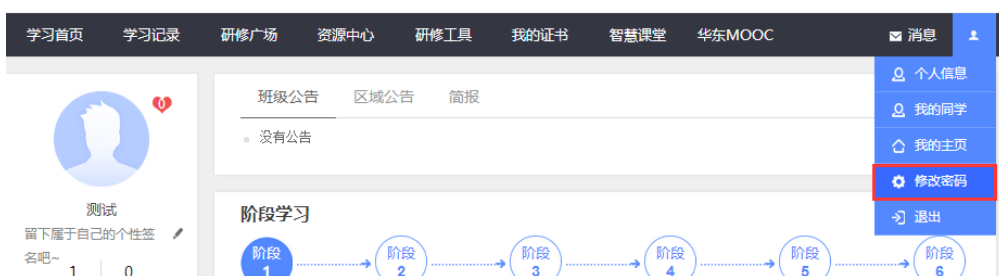 学习首页 学习记录 研修广场 资源中心 研修工具 我的证书 智慧课堂 华东MOOC 消息
个人信息
我的同学
我的主页
修改密码
退出
0
测试
留下属于自己的个性签
名吧~
1 0
班级公告 区域公告 简报
没有公告
阶段学习
阶段 阶段 阶段 阶段 阶段 阶段
1 2 3 4 5 6